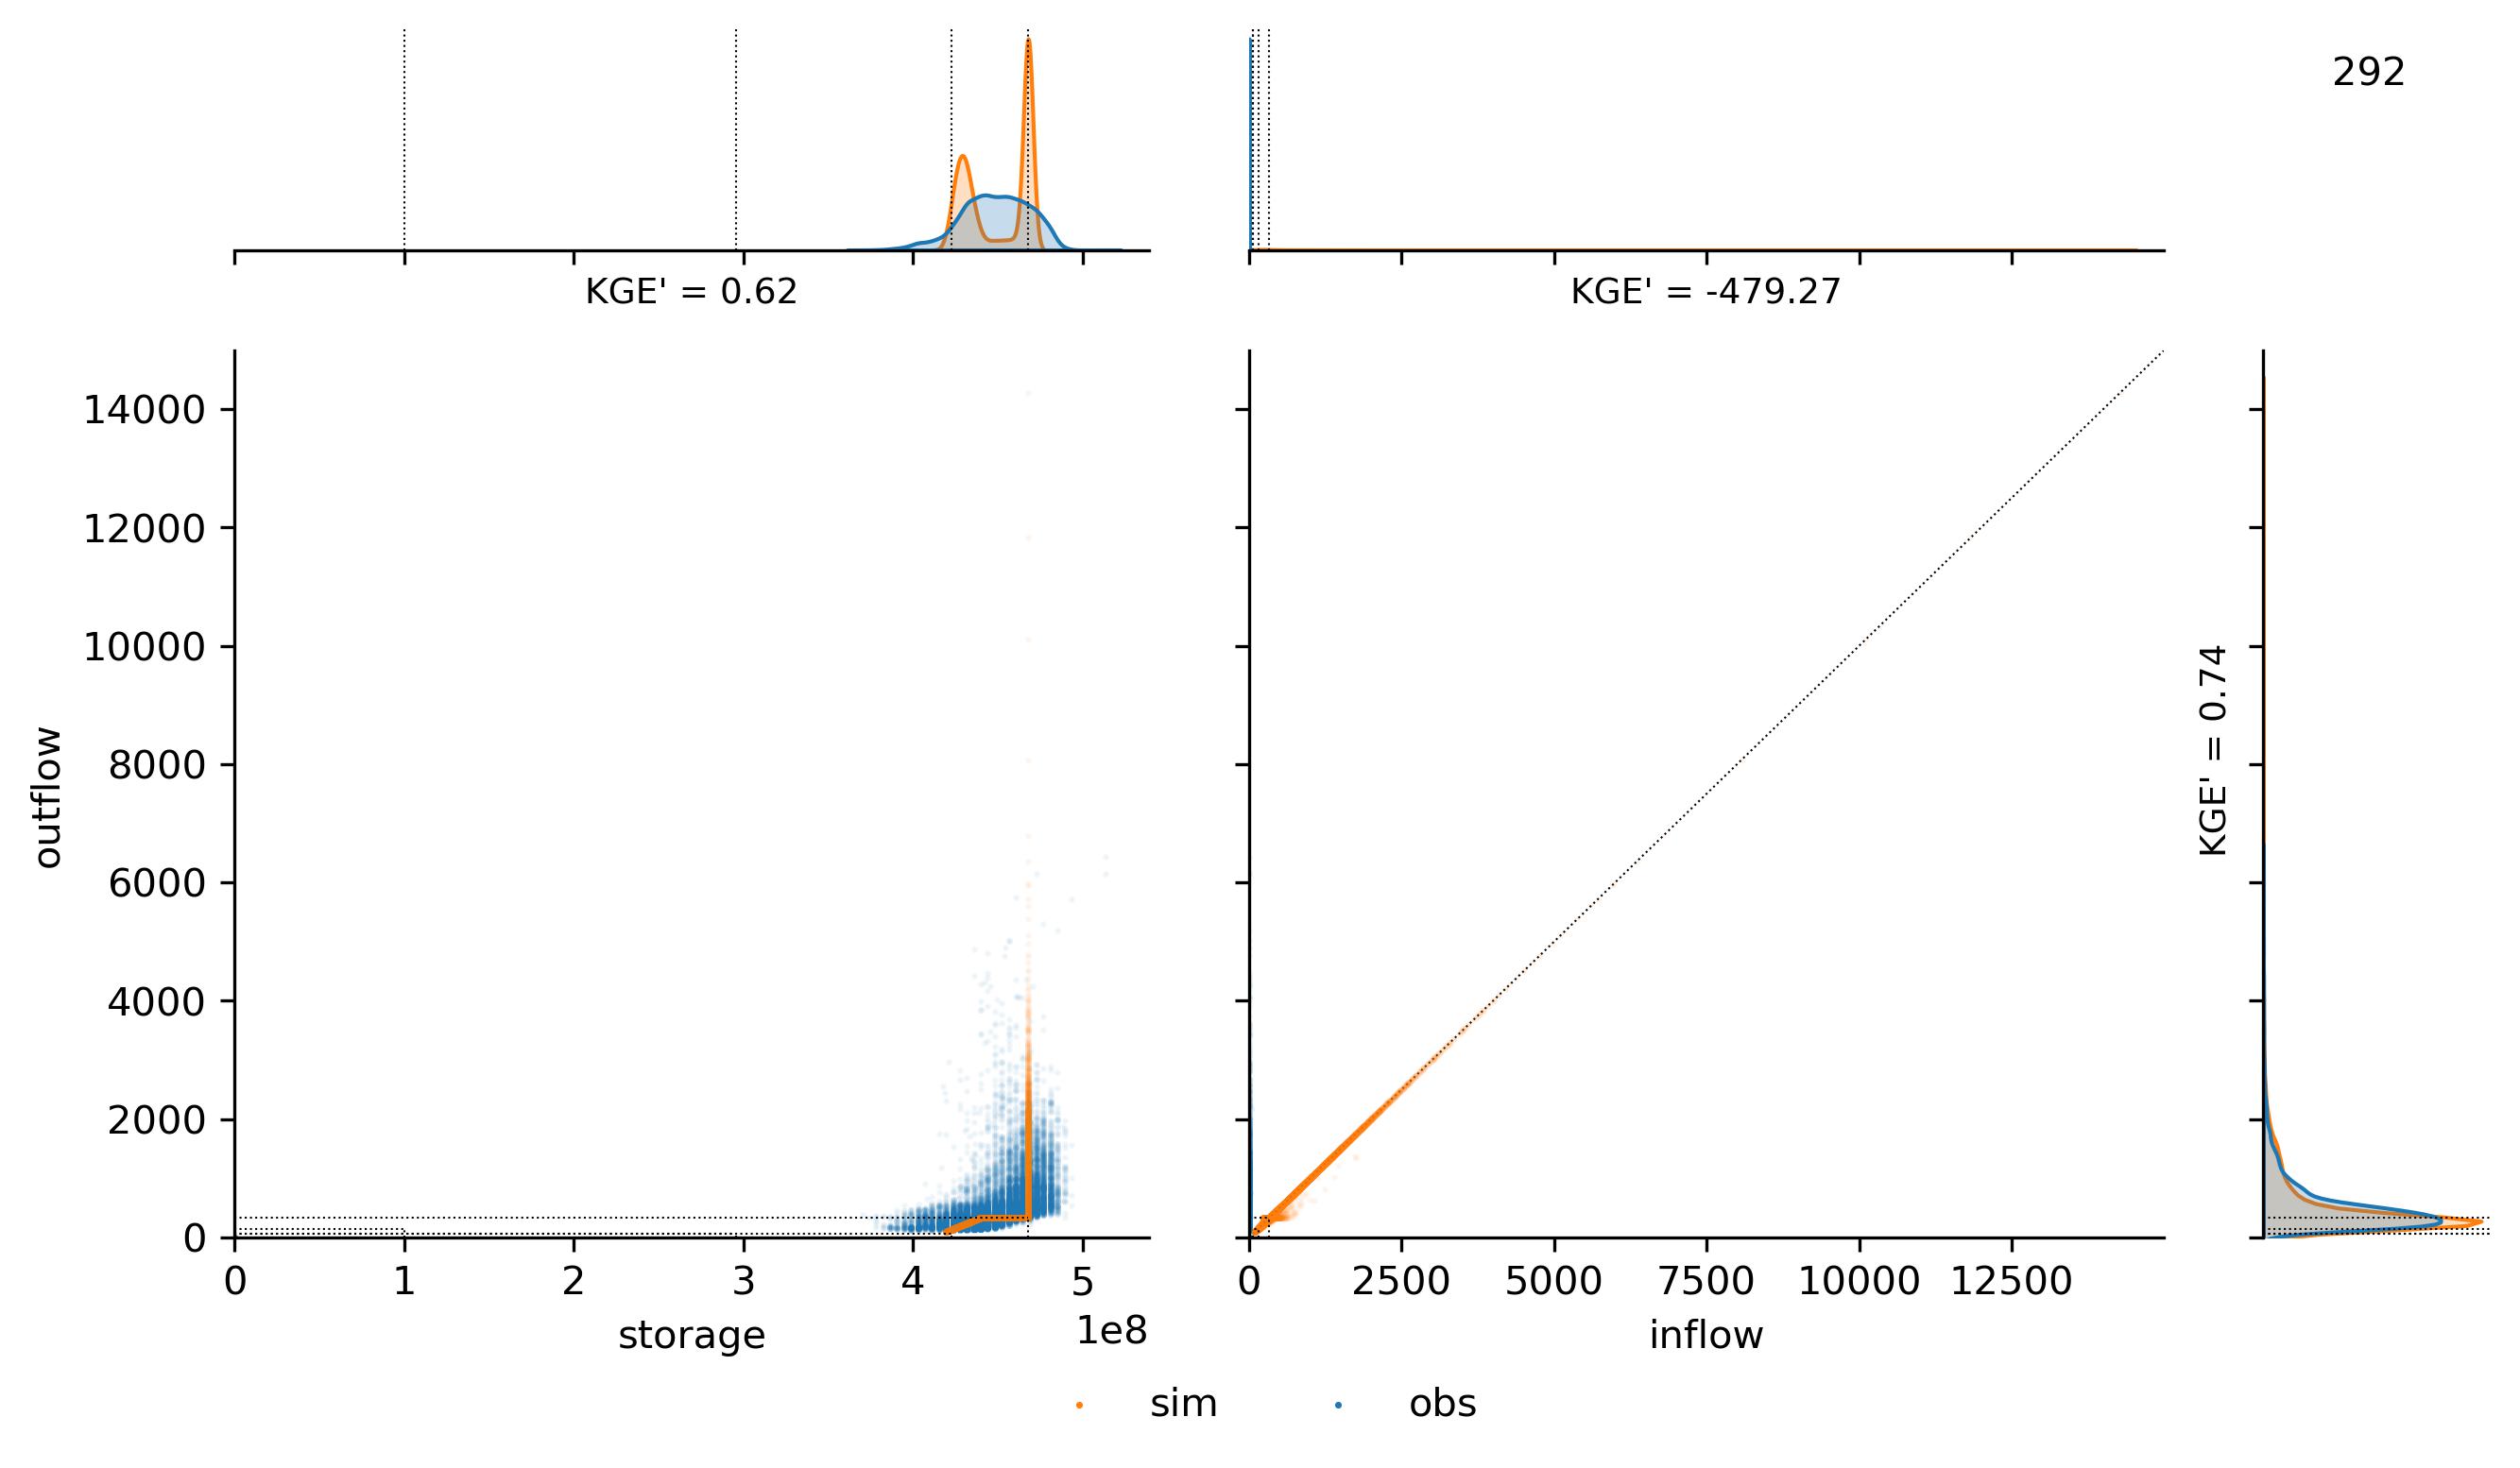 292
KGE' = 0.62
KGE' = -479.27
14000
12000
10000
8000
6000
4000
2000
0
outflow
KGE' = 0.74
0 1 2 3 4 5
1e8
storage
0 2500 5000 7500 10000 12500
inflow
sim obs